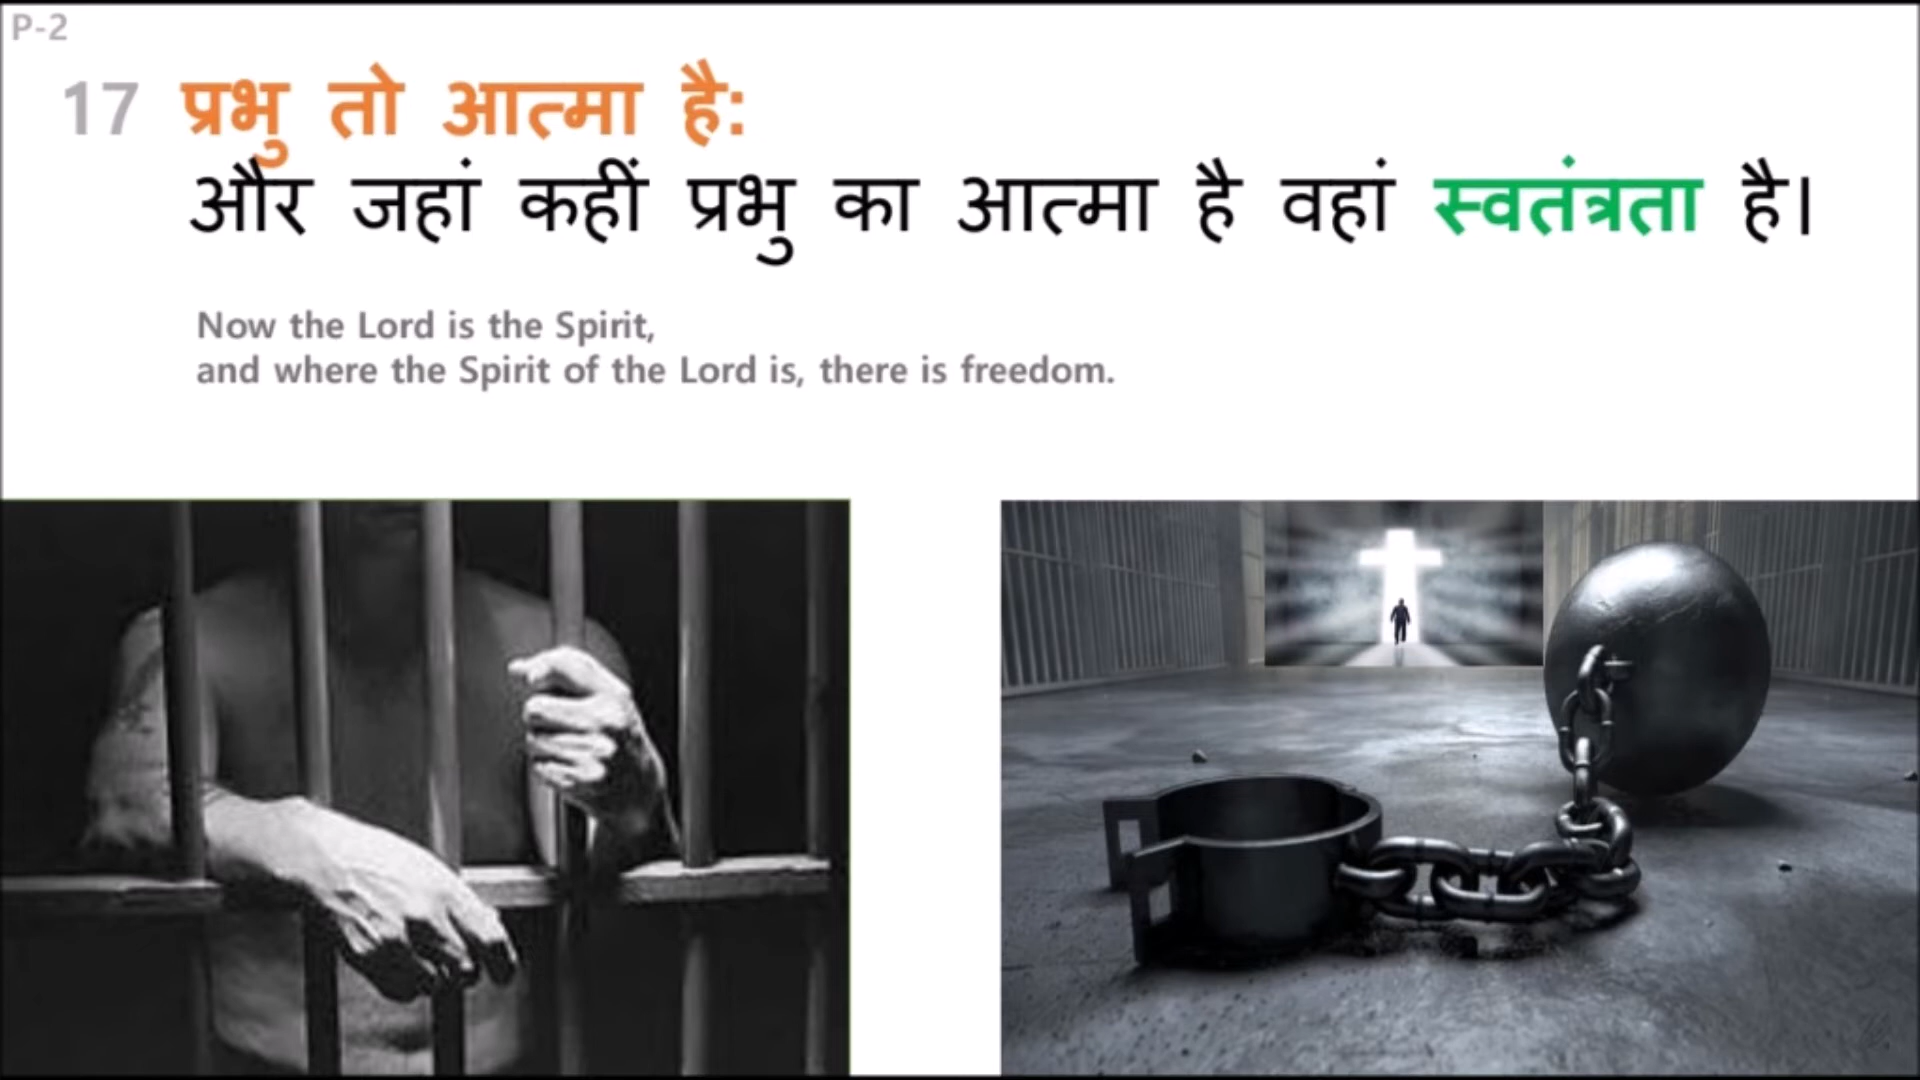 P-2
17 प्रभु तो आत्मा है:
और जहां कहीं प्रभु का आत्मा है वहां स्वतंत्रता है।
Now the Lord is the Spirit,
and where the Spirit of the Lord is, there is freedom.